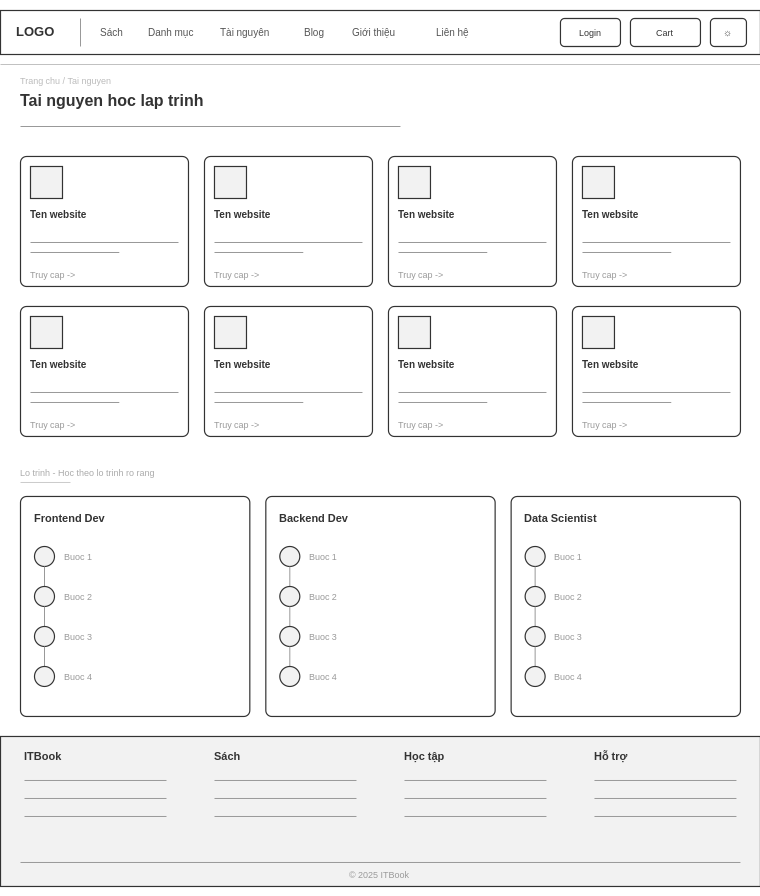 LOGO Sách Danh mục Tài nguyên Blog Giới thiệu Liên hệ Login Cart ☼
Trang chu / Tai nguyen
Tai nguyen hoc lap trinh
Ten website Ten website Ten website Ten website
Truy cap -> Truy cap -> Truy cap -> Truy cap ->
Ten website Ten website Ten website Ten website
Truy cap -> Truy cap -> Truy cap -> Truy cap ->
Lo trinh - Hoc theo lo trinh ro rang
Frontend Dev
Buoc 1
Buoc 2
Buoc 3
Buoc 4
Backend Dev
Buoc 1
Buoc 2
Buoc 3
Buoc 4
Data Scientist
Buoc 1
Buoc 2
Buoc 3
Buoc 4
ITBook Sách Học tập Hỗ trợ
© 2025 ITBook